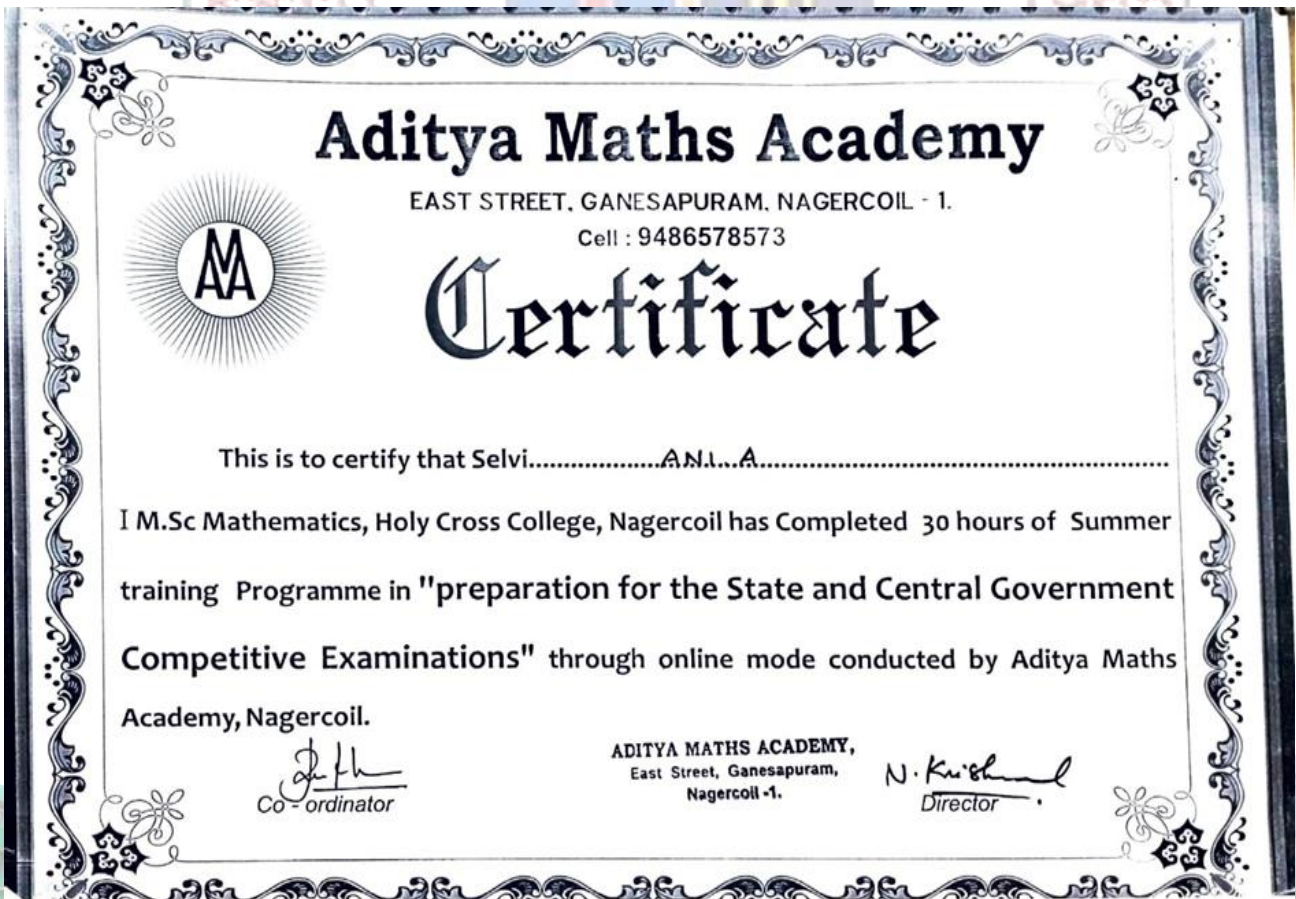 Aditya Maths Academy
EAST STREET, GANESAPURAM, NAGERCOIL - 1.
Cell : 9486578573
MAA
Certificate
This is to certify that Selvi..................ANI..A..................................................
I M.Sc Mathematics, Holy Cross College, Nagercoil has Completed 30 hours of Summer
training Programme in "preparation for the State and Central Government
Competitive Examinations" through online mode conducted by Aditya Maths
Academy, Nagercoil.
Co-ordinator
ADITYA MATHS ACADEMY,
East Street, Ganesapuram,
Nagercoil -1.
N. Krish
Director